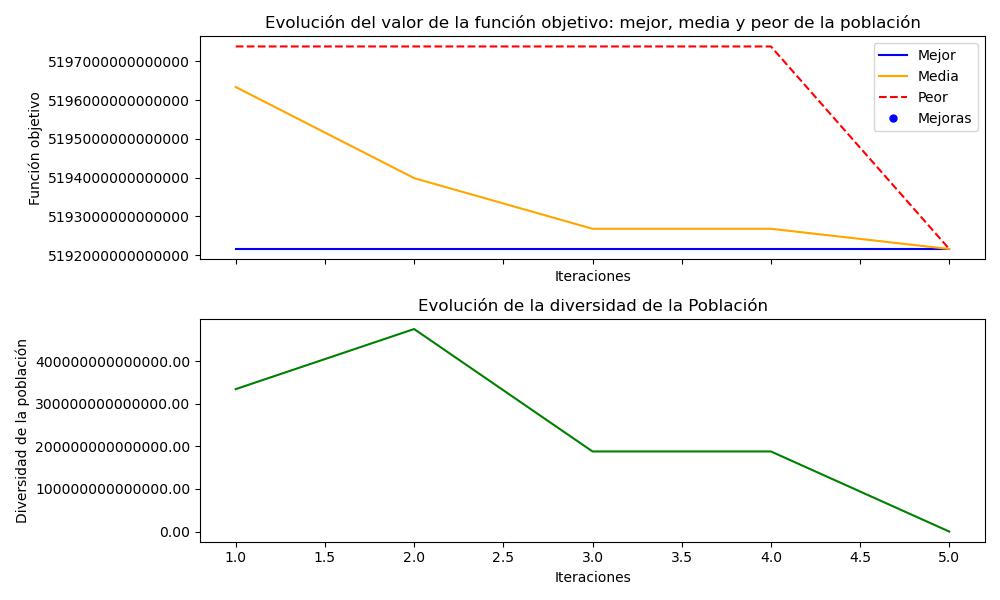 Evolución del valor de la función objetivo: mejor, media y peor de la población
Función objetivo
5197000000000000
5196000000000000
5195000000000000
5194000000000000
5193000000000000
5192000000000000
Mejor
Media
Peor
Mejoras
Iteraciones
Evolución de la diversidad de la Población
Diversidad de la población
400000000000000.00
300000000000000.00
200000000000000.00
100000000000000.00
0.00
1.0 1.5 2.0 2.5 3.0 3.5 4.0 4.5 5.0
Iteraciones